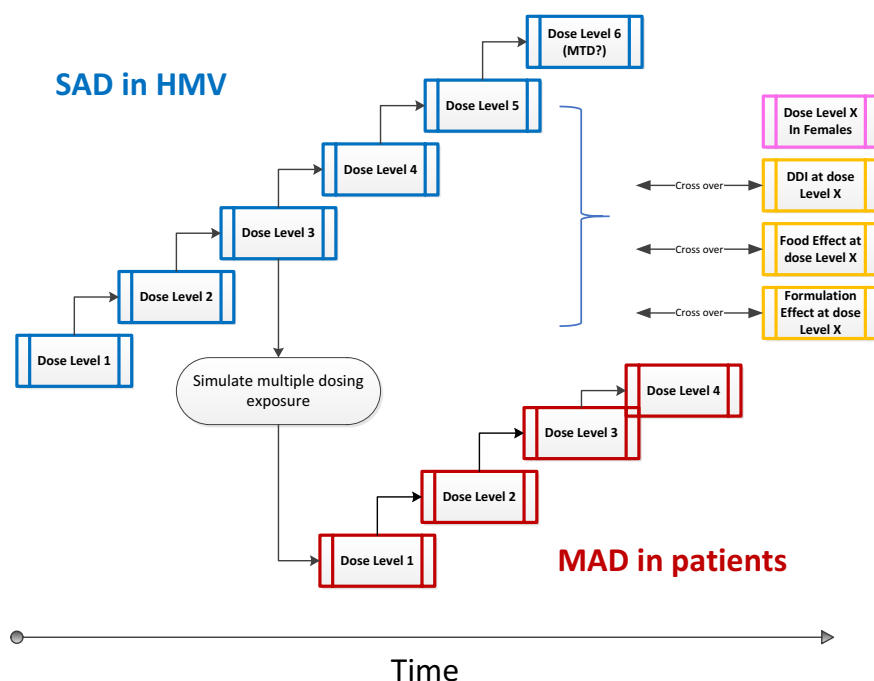 Dose Level 6
(MTD?)
SAD in HMV
Dose Level 5
Dose Level X
In Females
Dose Level 4
Cross over
DDI at dose
Level X
Dose Level 3
Cross over
Food Effect at
dose Level X
Dose Level 2
Cross over
Formulation
Effect at dose
Level X
Dose Level 1
Simulate multiple dosing
exposure
Dose Level 4
Dose Level 3
Dose Level 2
Dose Level 1
MAD in patients
Time